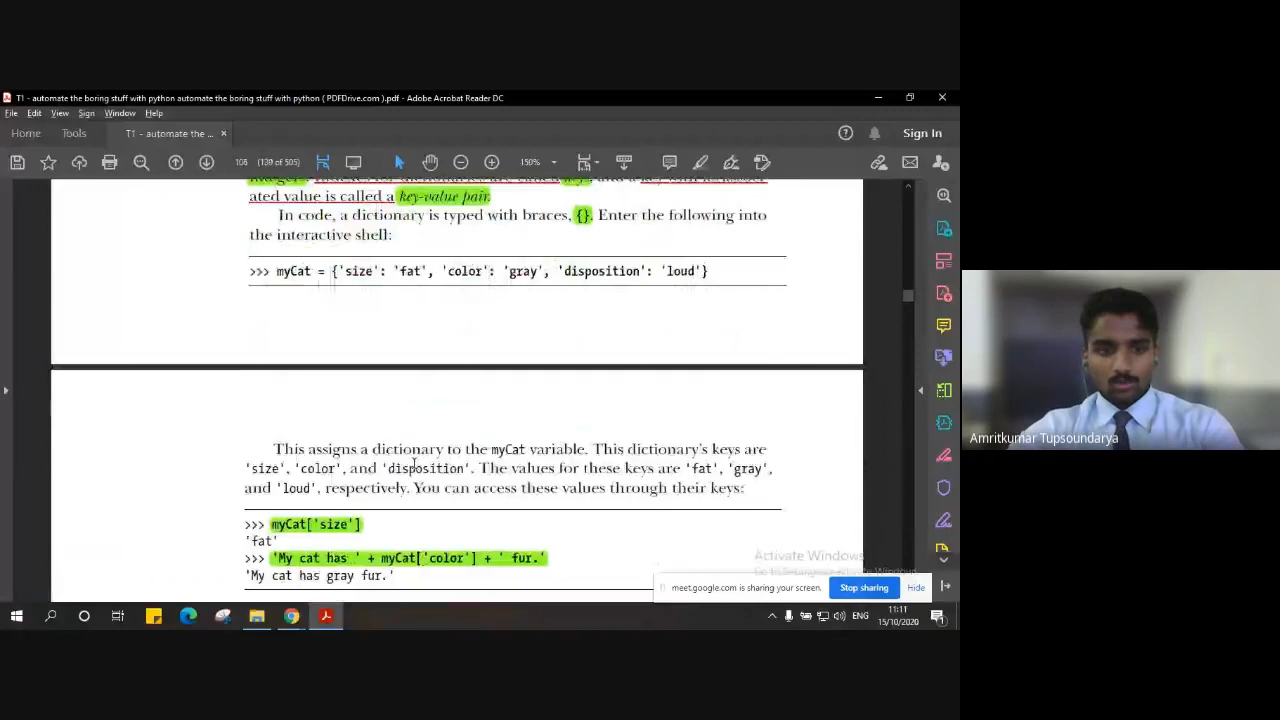 T1 - automate the boring stuff with python automate the boring stuff with python ( PDFDrive.com ).pdf - Adobe Acrobat Reader DC
File Edit View Sign Window Help
Home Tools T1 - automate the ... × Sign In
106 (139 of 505) 150%
ated value is called a key-value pair.
In code, a dictionary is typed with braces, {}. Enter the following into
the interactive shell:
>>> myCat = {'size': 'fat', 'color': 'gray', 'disposition': 'loud'}
This assigns a dictionary to the myCat variable. This dictionary's keys are
'size', 'color', and 'disposition'. The values for these keys are 'fat', 'gray',
and 'loud', respectively. You can access these values through their keys:
>>> myCat['size']
'fat'
>>> 'My cat has ' + myCat['color'] + ' fur.'
'My cat has gray fur.'
Activate Windows
meet.google.com is sharing your screen. Stop sharing Hide
ENG 11:11
15/10/2020
Amritkumar Tupsoundarya